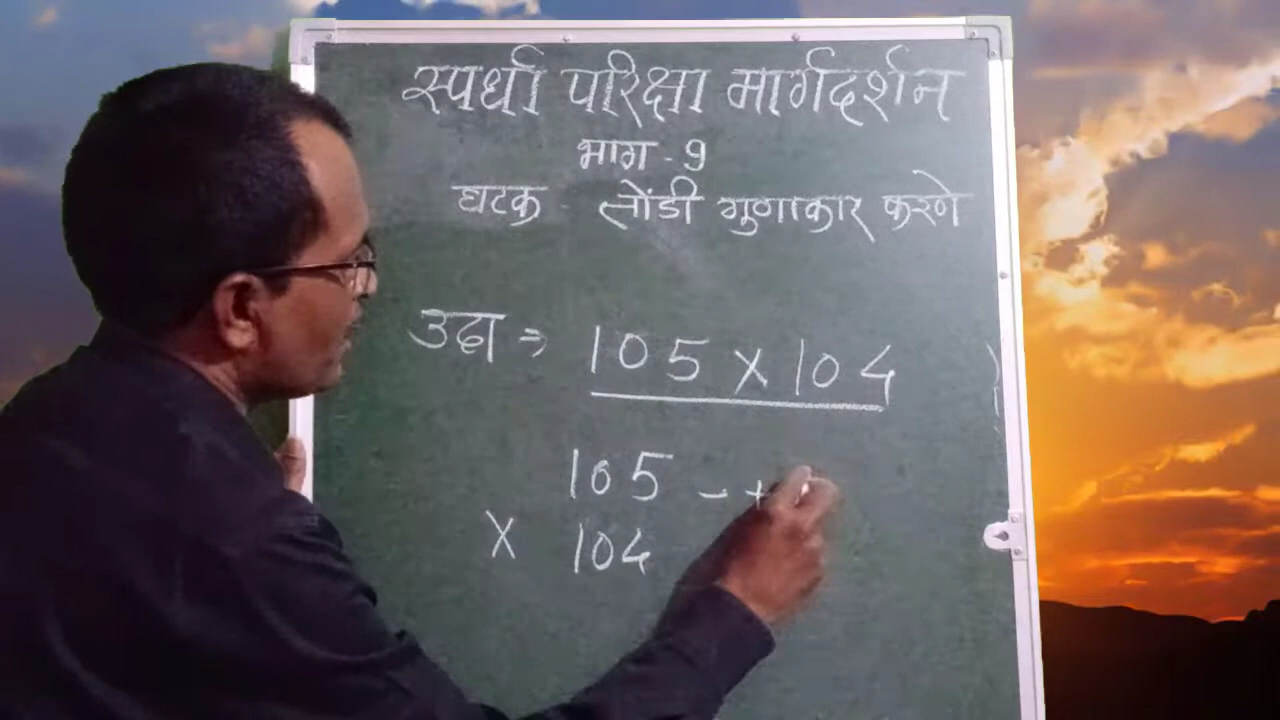 स्पर्धा परिक्षा मार्गदर्शन
भाग - 9
घटक - तोंडी गुणाकार करणे
उदा ⇒ 105 × 104
105 - +
× 104